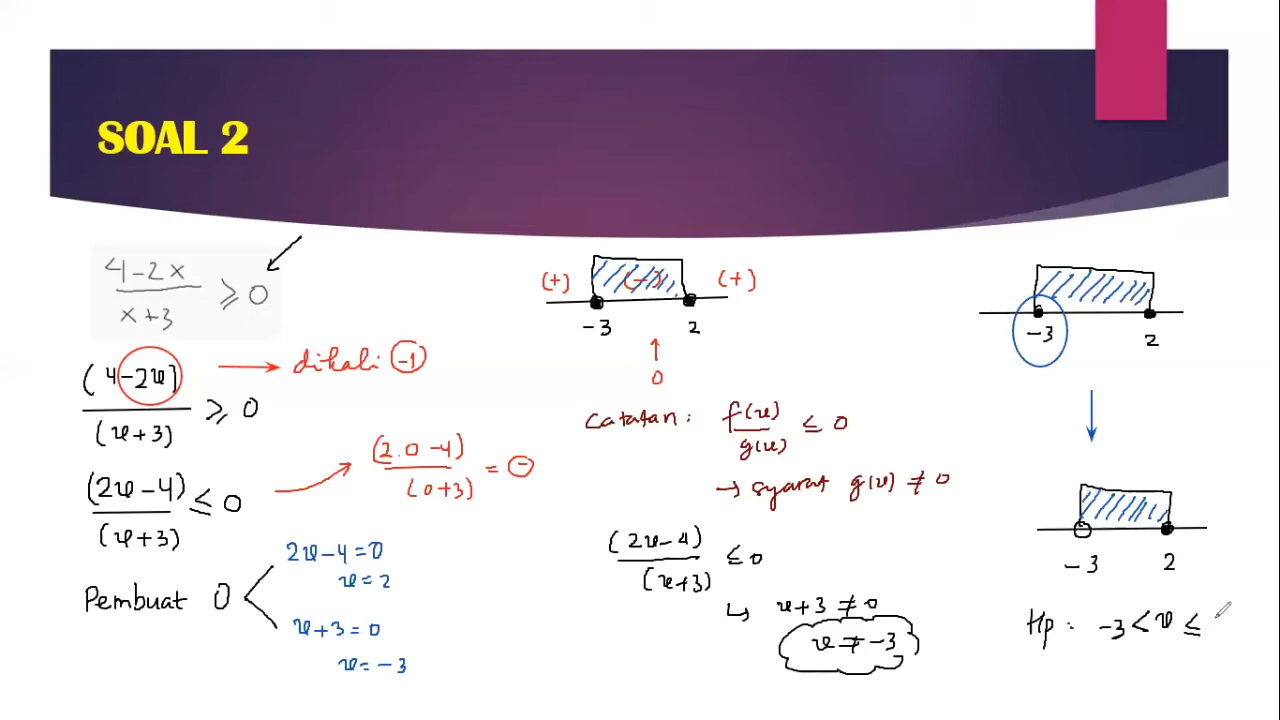 SOAL 2
4-2x
x+3
≥ 0
(4-2x)
(x+3)
≥ 0
→ dikali -1
(2x-4)
(x+3)
≤ 0
(2.0-4)
(0+3)
= -
Pembuat 0
2x-4=0
x=2
x+3=0
x=-3
(+) (-) (+)
-3 2
↑
0
Catatan: f(x)
g(x)
≤ 0
→ syarat g(x) ≠ 0
(2x-4)
(x+3)
≤ 0
↳ x+3 ≠ 0
x ≠ -3
-3 2
↓
-3 2
Hp: -3 < x ≤